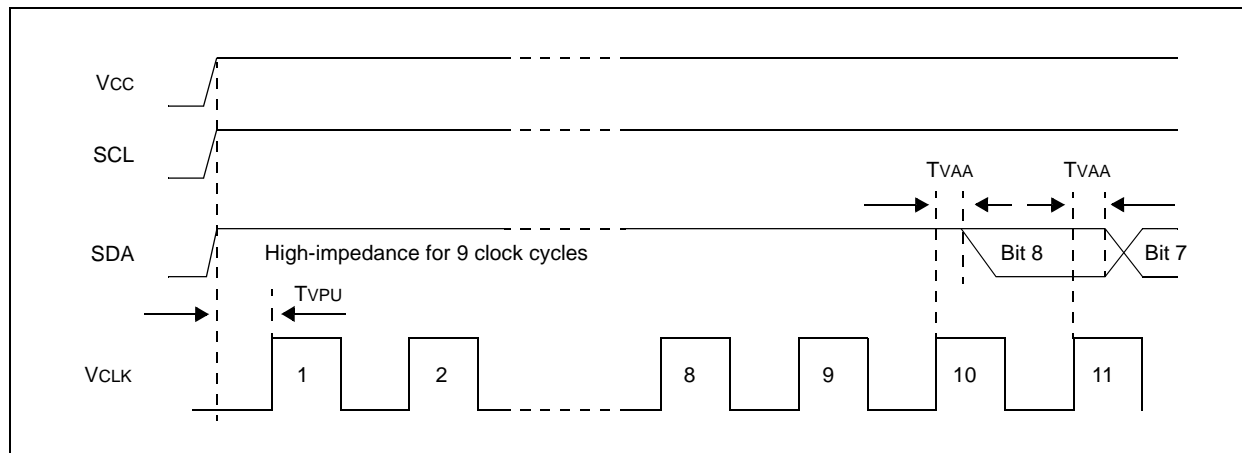 VCC
SCL
TVAA TVAA
SDA High-impedance for 9 clock cycles Bit 8 Bit 7
TVPU
VCLK 1 2 8 9 10 11